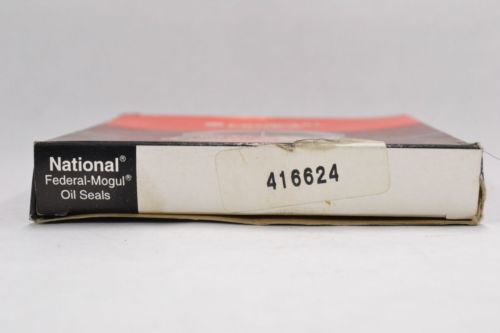 National®
Federal-Mogul®
Oil Seals
416624